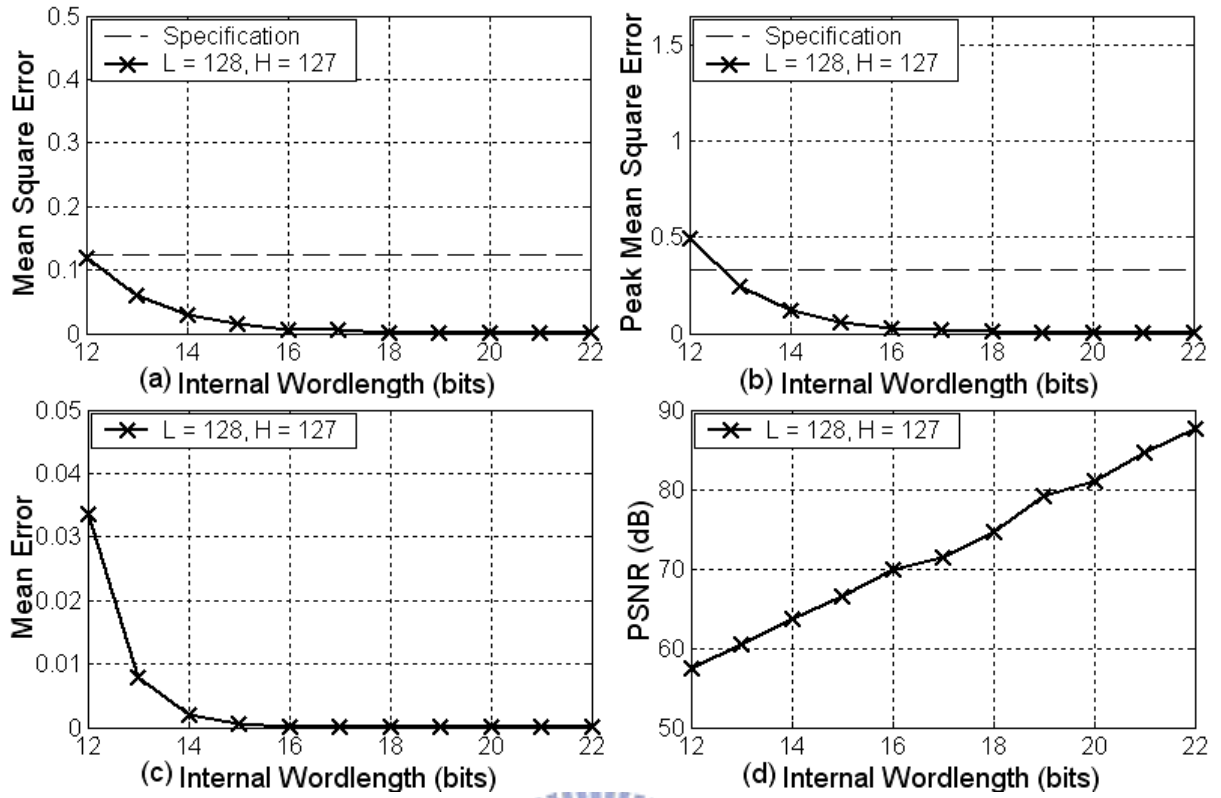 Mean Square Error
0.5
0.4
0.3
0.2
0.1
0
Specification
L = 128, H = 127
12 14 16 18 20 22
(a) Internal Wordlength (bits)
Peak Mean Square Error
1.5
1
0.5
0
Specification
L = 128, H = 127
12 14 16 18 20 22
(b) Internal Wordlength (bits)
Mean Error
0.05
0.04
0.03
0.02
0.01
0
L = 128, H = 127
12 14 16 18 20 22
(c) Internal Wordlength (bits)
PSNR (dB)
90
80
70
60
50
L = 128, H = 127
12 14 16 18 20 22
(d) Internal Wordlength (bits)